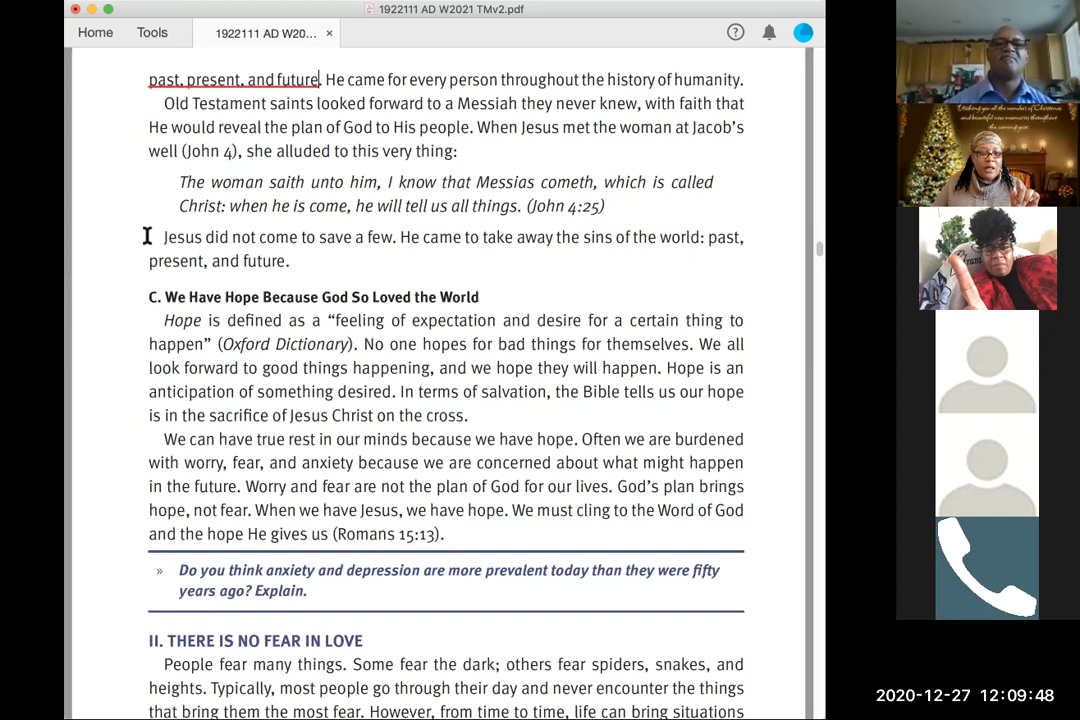 1922111 AD W2021 TMv2.pdf
Home Tools 1922111 AD W20... ×
past, present, and future. He came for every person throughout the history of humanity.
Old Testament saints looked forward to a Messiah they never knew, with faith that
He would reveal the plan of God to His people. When Jesus met the woman at Jacob’s
well (John 4), she alluded to this very thing:
The woman saith unto him, I know that Messias cometh, which is called
Christ: when he is come, he will tell us all things. (John 4:25)
Jesus did not come to save a few. He came to take away the sins of the world: past,
present, and future.
C. We Have Hope Because God So Loved the World
Hope is defined as a “feeling of expectation and desire for a certain thing to
happen” (Oxford Dictionary). No one hopes for bad things for themselves. We all
look forward to good things happening, and we hope they will happen. Hope is an
anticipation of something desired. In terms of salvation, the Bible tells us our hope
is in the sacrifice of Jesus Christ on the cross.
We can have true rest in our minds because we have hope. Often we are burdened
with worry, fear, and anxiety because we are concerned about what might happen
in the future. Worry and fear are not the plan of God for our lives. God’s plan brings
hope, not fear. When we have Jesus, we have hope. We must cling to the Word of God
and the hope He gives us (Romans 15:13).
» Do you think anxiety and depression are more prevalent today than they were fifty
years ago? Explain.
II. THERE IS NO FEAR IN LOVE
People fear many things. Some fear the dark; others fear spiders, snakes, and
heights. Typically, most people go through their day and never encounter the things
that bring them the most fear. However, from time to time, life can bring situations
Wishing you all the wonders of Christmas
and beautiful new memories throughout
the coming year
2020-12-27 12:09:48